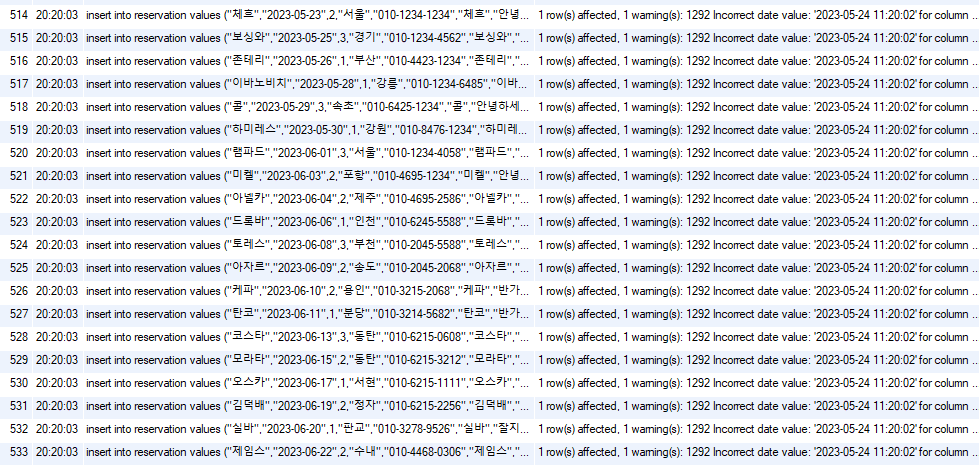 514 20:20:03 insert into reservation values ("체흐","2023-05-23",2,"서울","010-1234-1234","체흐","안녕... 1 row(s) affected, 1 warning(s): 1292 Incorrect date value: '2023-05-24 11:20:02' for column ...
515 20:20:03 insert into reservation values ("보싱와","2023-05-25",3,"경기","010-1234-4562","보싱와","... 1 row(s) affected, 1 warning(s): 1292 Incorrect date value: '2023-05-24 11:20:02' for column ...
516 20:20:03 insert into reservation values ("존테리","2023-05-26",1,"부산","010-4423-1234","존테리","... 1 row(s) affected, 1 warning(s): 1292 Incorrect date value: '2023-05-24 11:20:02' for column ...
517 20:20:03 insert into reservation values ("이바노비치","2023-05-28",1,"강릉","010-1234-6485","이바... 1 row(s) affected, 1 warning(s): 1292 Incorrect date value: '2023-05-24 11:20:02' for column ...
518 20:20:03 insert into reservation values ("콜","2023-05-29",3,"속초","010-6425-1234","콜","안녕하세... 1 row(s) affected, 1 warning(s): 1292 Incorrect date value: '2023-05-24 11:20:02' for column ...
519 20:20:03 insert into reservation values ("하미레스","2023-05-30",1,"강원","010-8476-1234","하미레... 1 row(s) affected, 1 warning(s): 1292 Incorrect date value: '2023-05-24 11:20:02' for column ...
520 20:20:03 insert into reservation values ("램파드","2023-06-01",3,"서울","010-1234-4058","램파드","... 1 row(s) affected, 1 warning(s): 1292 Incorrect date value: '2023-05-24 11:20:02' for column ...
521 20:20:03 insert into reservation values ("미켈","2023-06-03",2,"포항","010-4695-1234","미켈","안녕... 1 row(s) affected, 1 warning(s): 1292 Incorrect date value: '2023-05-24 11:20:02' for column ...
522 20:20:03 insert into reservation values ("아넬카","2023-06-04",2,"제주","010-4695-2586","아넬카","... 1 row(s) affected, 1 warning(s): 1292 Incorrect date value: '2023-05-24 11:20:02' for column ...
523 20:20:03 insert into reservation values ("드록바","2023-06-06",1,"인천","010-6245-5588","드록바","... 1 row(s) affected, 1 warning(s): 1292 Incorrect date value: '2023-05-24 11:20:02' for column ...
524 20:20:03 insert into reservation values ("토레스","2023-06-08",3,"부천","010-2045-5588","토레스","... 1 row(s) affected, 1 warning(s): 1292 Incorrect date value: '2023-05-24 11:20:02' for column ...
525 20:20:03 insert into reservation values ("아자르","2023-06-09",2,"송도","010-2045-2068","아자르","... 1 row(s) affected, 1 warning(s): 1292 Incorrect date value: '2023-05-24 11:20:02' for column ...
526 20:20:03 insert into reservation values ("케파","2023-06-10",2,"용인","010-3215-2068","케파","반가... 1 row(s) affected, 1 warning(s): 1292 Incorrect date value: '2023-05-24 11:20:02' for column ...
527 20:20:03 insert into reservation values ("탄코","2023-06-11",1,"분당","010-3214-5682","탄코","반가... 1 row(s) affected, 1 warning(s): 1292 Incorrect date value: '2023-05-24 11:20:02' for column ...
528 20:20:03 insert into reservation values ("코스타","2023-06-13",3,"동탄","010-6215-0608","코스타","... 1 row(s) affected, 1 warning(s): 1292 Incorrect date value: '2023-05-24 11:20:02' for column ...
529 20:20:03 insert into reservation values ("모라타","2023-06-15",2,"동탄","010-6215-3212","모라타","... 1 row(s) affected, 1 warning(s): 1292 Incorrect date value: '2023-05-24 11:20:02' for column ...
530 20:20:03 insert into reservation values ("오스카","2023-06-17",1,"서현","010-6215-1111","오스카","... 1 row(s) affected, 1 warning(s): 1292 Incorrect date value: '2023-05-24 11:20:02' for column ...
531 20:20:03 insert into reservation values ("김덕배","2023-06-19",2,"정자","010-6215-2256","김덕배","... 1 row(s) affected, 1 warning(s): 1292 Incorrect date value: '2023-05-24 11:20:02' for column ...
532 20:20:03 insert into reservation values ("실바","2023-06-20",1,"판교","010-3278-9526","실바","잘지... 1 row(s) affected, 1 warning(s): 1292 Incorrect date value: '2023-05-24 11:20:02' for column ...
533 20:20:03 insert into reservation values ("제임스","2023-06-22",2,"수내","010-4468-0306","제임스","... 1 row(s) affected, 1 warning(s): 1292 Incorrect date value: '2023-05-24 11:20:02' for column ...